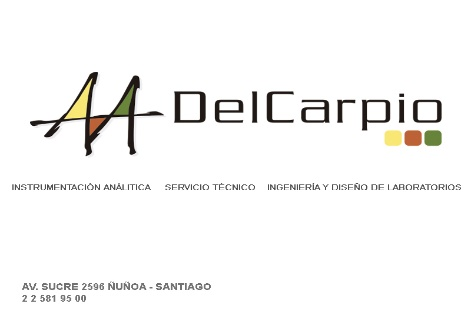 DelCarpio
INSTRUMENTACIÓN ANÁLITICA SERVICIO TÉCNICO INGENIERÍA Y DISEÑO DE LABORATORIOS
AV. SUCRE 2596 ÑUÑOA - SANTIAGO
2 2 581 95 00